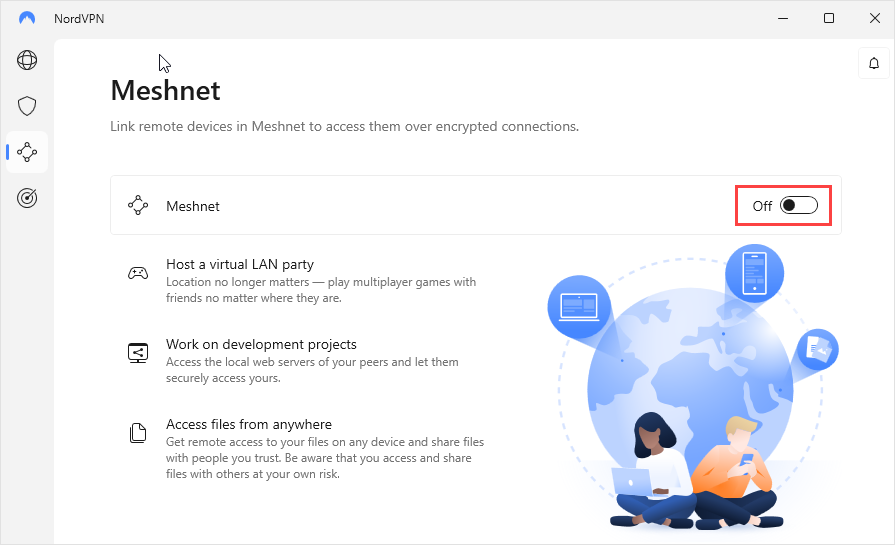 NordVPN
Meshnet
Link remote devices in Meshnet to access them over encrypted connections.
Meshnet
Off
Host a virtual LAN party
Location no longer matters — play multiplayer games with
friends no matter where they are.
Work on development projects
Access the local web servers of your peers and let them
securely access yours.
Access files from anywhere
Get remote access to your files on any device and share files
with people you trust. Be aware that you access and share
files with others at your own risk.